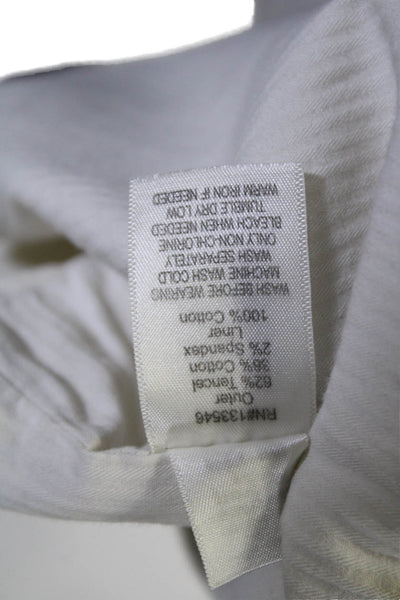 RN#133546
Outer
62% Tencel
36% Cotton
2% Spandex
Liner
100% Cotton
WASH BEFORE WEARING
MACHINE WASH COLD
WASH SEPARATELY
ONLY NON-CHLORINE
BLEACH WHEN NEEDED
TUMBLE DRY LOW
WARM IRON IF NEEDED